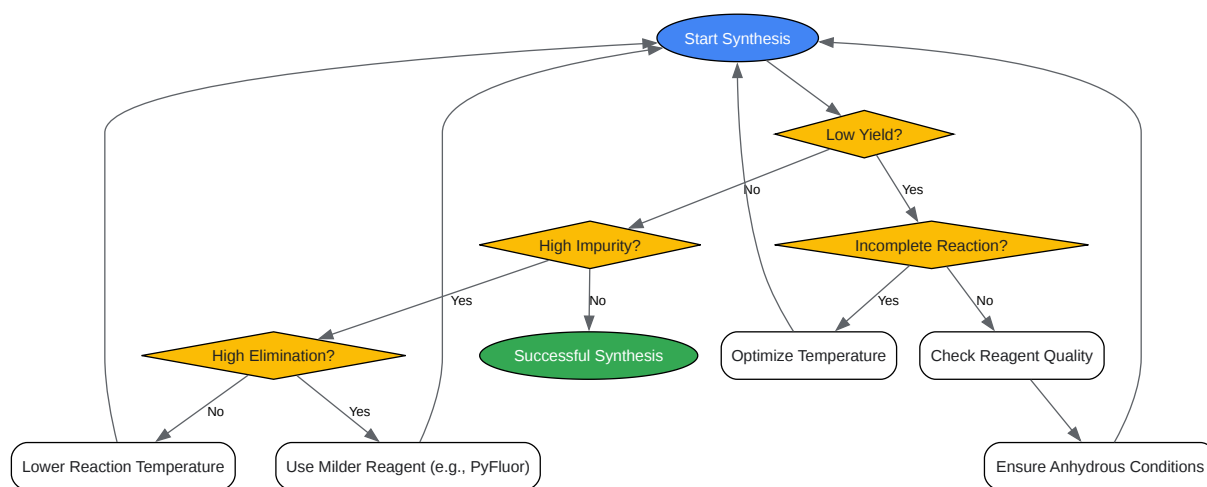 Start Synthesis
Low Yield?
No
Yes
High Impurity?
Incomplete Reaction?
Yes
No
Yes
No
High Elimination?
Successful Synthesis
Optimize Temperature
Check Reagent Quality
No
Yes
Lower Reaction Temperature
Use Milder Reagent (e.g., PyFluor)
Ensure Anhydrous Conditions